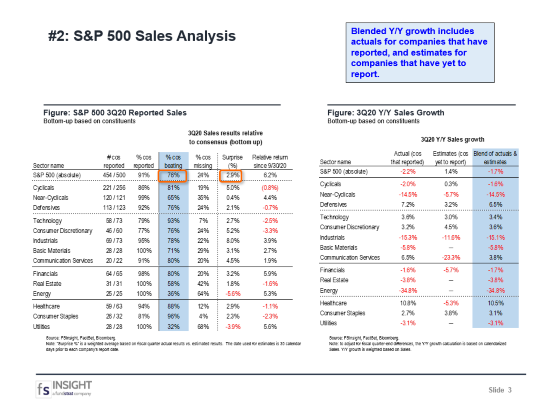 #2: S&P 500 Sales Analysis
Blended Y/Y growth includes
actuals for companies that have
reported, and estimates for
companies that have yet to
report.
Figure: S&P 500 3Q20 Reported Sales
Bottom-up based on constituents
3Q20 Sales results relative
to consensus (bottom up)
# cos % cos % cos % cos Surprise Relative return
Sector name reported reported beating missing (%) since 9/30/20
S&P 500 (absolute) 454 / 500 91% 76% 24% 2.9% 6.2%
Cyclicals 221 / 256 86% 81% 19% 5.0% (0.8%)
Near-Cyclicals 120 / 121 99% 65% 35% 0.4% 4.4%
Defensives 113 / 123 92% 76% 24% 2.1% -0.7%
Technology 58 / 73 79% 93% 7% 2.7% -2.5%
Consumer Discretionary 46 / 60 77% 76% 24% 5.2% -3.3%
Industrials 69 / 73 95% 78% 22% 8.0% 3.9%
Basic Materials 28 / 28 100% 71% 29% 3.1% 2.7%
Communication Services 20 / 22 91% 80% 20% 4.5% 1.9%
Financials 64 / 65 98% 80% 20% 3.2% 5.9%
Real Estate 31 / 31 100% 58% 42% 1.8% -1.6%
Energy 25 / 25 100% 36% 64% -5.6% 5.3%
Healthcare 59 / 63 94% 88% 12% 2.9% -1.1%
Consumer Staples 26 / 32 81% 96% 4% 2.3% -2.3%
Utilities 28 / 28 100% 32% 68% -3.9% 5.6%
Source: FSInsight, FactSet, Bloomberg
Note: "Surprise %" is a weighted average based on fiscal quarter actual results vs. estimated results. The date used for estimates is 30 calendar
days prior to each company's report date.
Figure: 3Q20 Y/Y Sales Growth
Bottom-up based on constituents
3Q20 Y/Y Sales growth
Actual (cos Estimates (cos Blend of actuals &
Sector name that reported) yet to report) estimates
S&P 500 (absolute) -2.2% 1.4% -1.7%
Cyclicals -2.0% 0.3% -1.6%
Near-Cyclicals -14.5% -5.7% -14.5%
Defensives 7.2% 3.2% 6.5%
Technology 3.6% 3.0% 3.4%
Consumer Discretionary 3.2% 4.5% 3.6%
Industrials -15.3% -11.6% -15.1%
Basic Materials -5.8% — -5.8%
Communication Services 6.5% -23.3% 3.8%
Financials -1.6% -5.7% -1.7%
Real Estate -3.8% — -3.8%
Energy -34.8% — -34.8%
Healthcare 10.8% -5.3% 10.5%
Consumer Staples 2.7% 3.8% 3.1%
Utilities -3.1% — -3.1%
Source: FSInsight, FactSet, Bloomberg
Note: to adjust for fiscal quarter-end differences, the Y/Y growth calculation is based on calendarized
Sales. Y/Y growth is weighted based on Sales.
fs INSIGHT
Slide 3